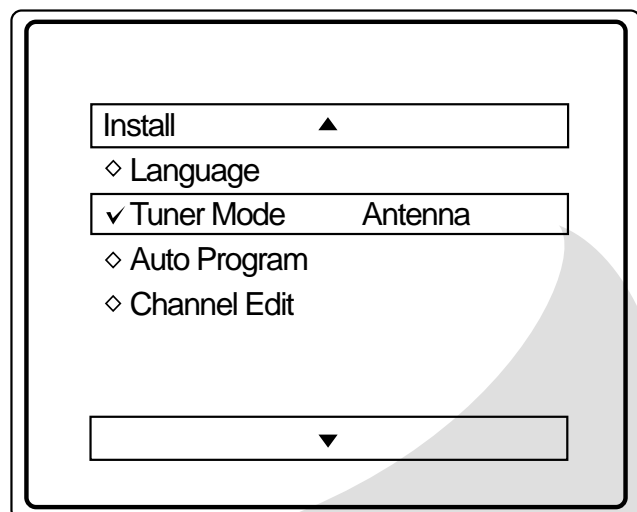 Install
Language
Tuner Mode Antenna
Auto Program
Channel Edit